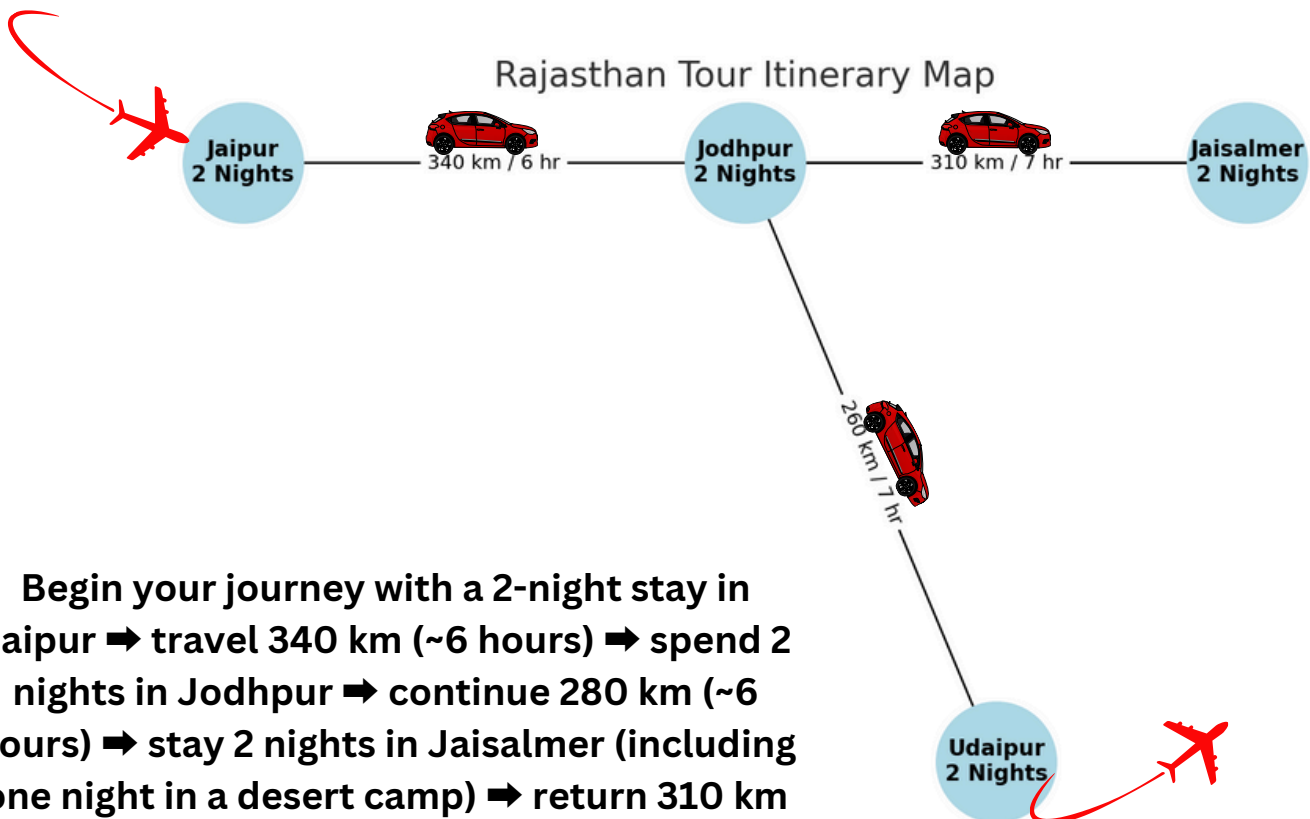 Rajasthan Tour Itinerary Map
Jaipur
2 Nights
340 km / 6 hr
Jodhpur
2 Nights
310 km / 7 hr
Jaisalmer
2 Nights
260 km / 7 hr
Udaipur
2 Nights
Begin your journey with a 2-night stay in
aipur ➡ travel 340 km (~6 hours) ➡ spend 2
nights in Jodhpur ➡ continue 280 km (~6
ours) ➡ stay 2 nights in Jaisalmer (including
one night in a desert camp) ➡ return 310 km